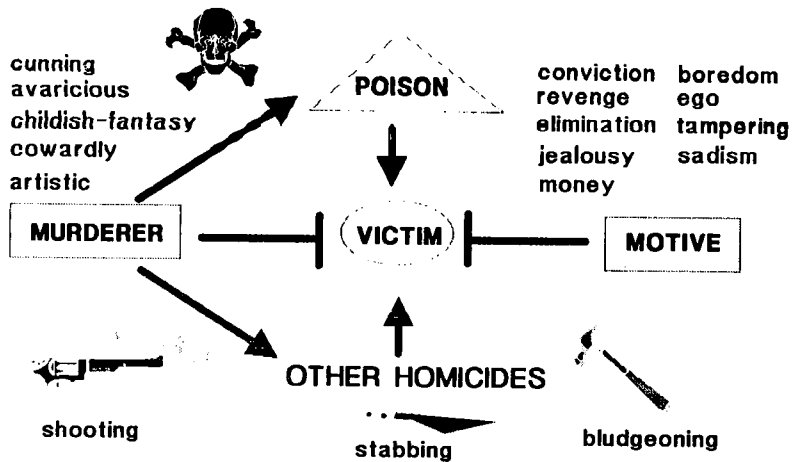 cunning
avaricious
childish-fantasy
cowardly
artistic
MURDERER
POISON
VICTIM
conviction boredom
revenge ego
elimination tampering
jealousy sadism
money
MOTIVE
OTHER HOMICIDES
shooting
stabbing
bludgeoning